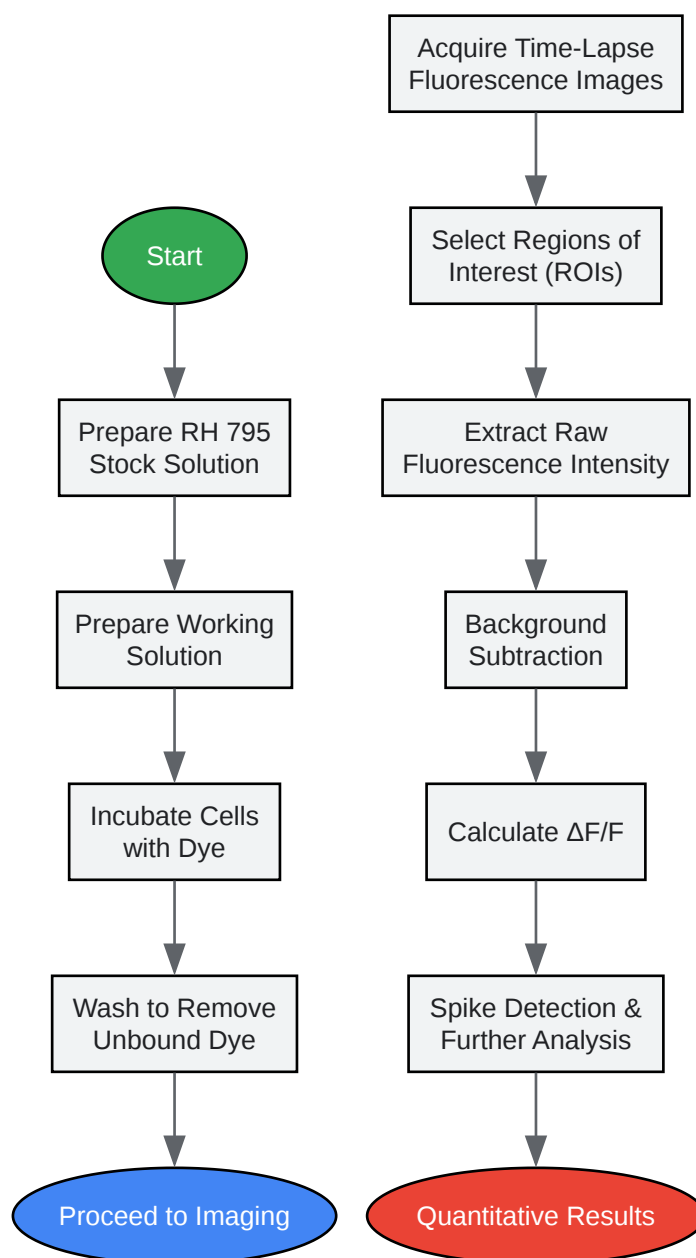 Start
Prepare RH 795
Stock Solution
Prepare Working
Solution
Incubate Cells
with Dye
Wash to Remove
Unbound Dye
Proceed to Imaging
Acquire Time-Lapse
Fluorescence Images
Select Regions of
Interest (ROIs)
Extract Raw
Fluorescence Intensity
Background
Subtraction
Calculate ΔF/F
Spike Detection &
Further Analysis
Quantitative Results